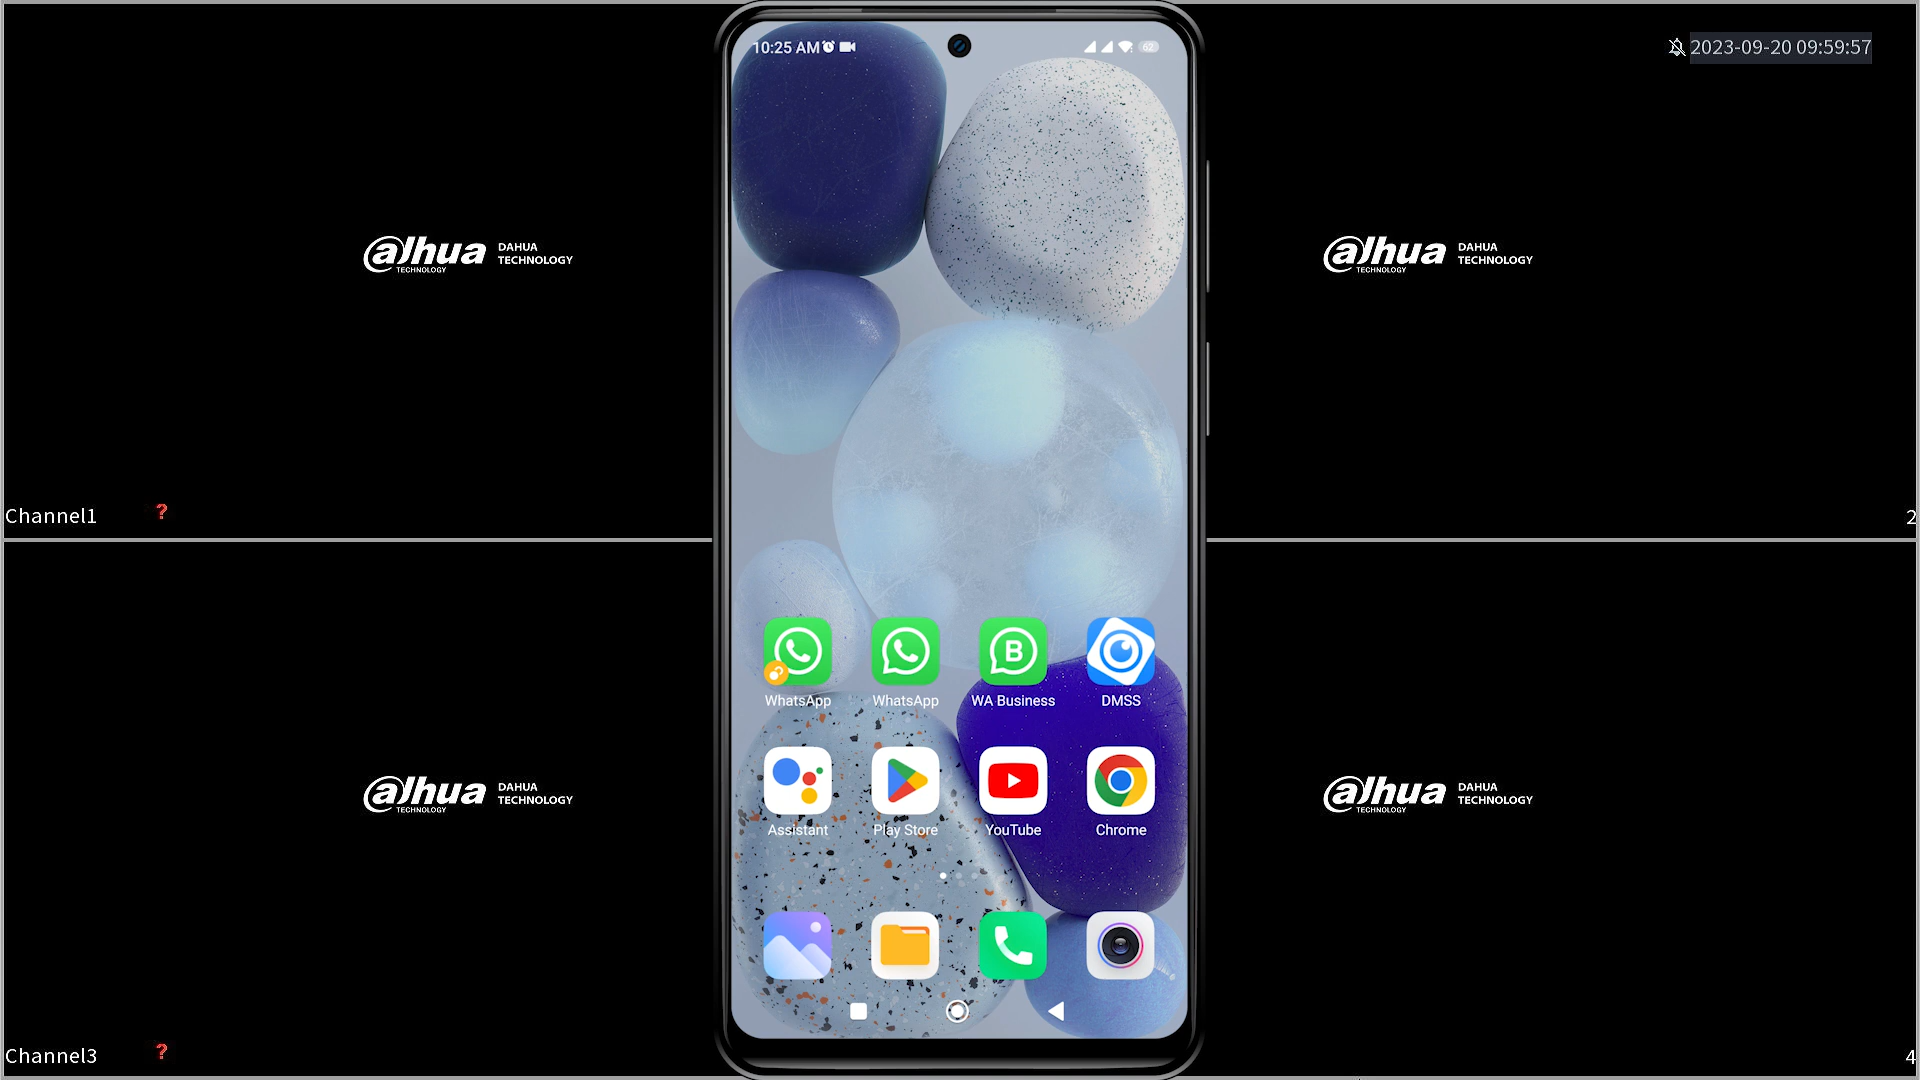 10:25 AM
62
2023-09-20 09:59:57
alhua
TECHNOLOGY
DAHUA
TECHNOLOGY
alhua
TECHNOLOGY
DAHUA
TECHNOLOGY
Channel1
?
2
WhatsApp
WhatsApp
B
WA Business
DMSS
Assistant
Play Store
YouTube
Chrome
alhua
TECHNOLOGY
DAHUA
TECHNOLOGY
alhua
TECHNOLOGY
DAHUA
TECHNOLOGY
Channel3
?
4